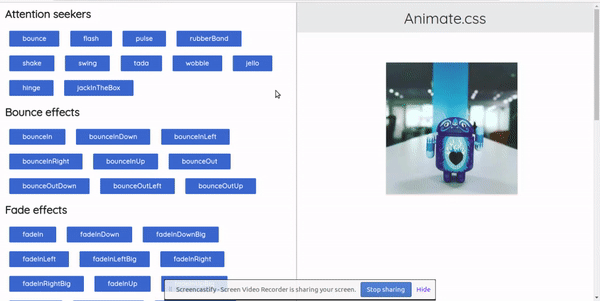 Attention seekers
bounce flash pulse rubberBand
shake swing tada wobble jello
hinge jackInTheBox
Bounce effects
bounceIn bounceInDown bounceInLeft
bounceInRight bounceInUp bounceOut
bounceOutDown bounceOutLeft bounceOutUp
Fade effects
fadeIn fadeInDown fadeInDownBig
fadeInLeft fadeInLeftBig fadeInRight
fadeInRightBig fadeInUp
Animate.css
Screencastify - Screen Video Recorder is sharing your screen. Stop sharing Hide